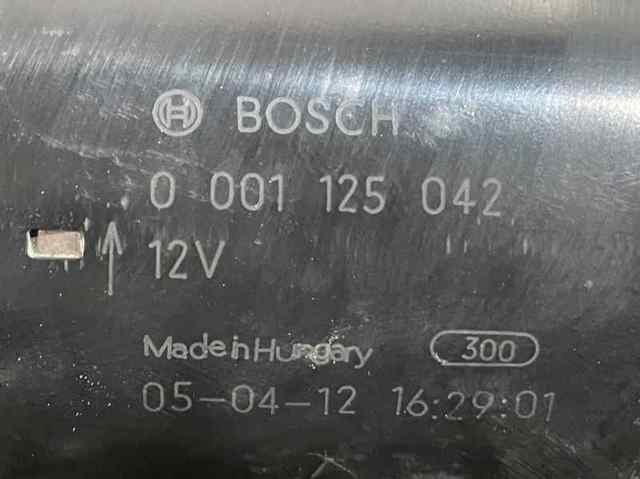 BOSCH
0 001 125 042
12V
Made in Hungary 300
05-04-12 16:29:01